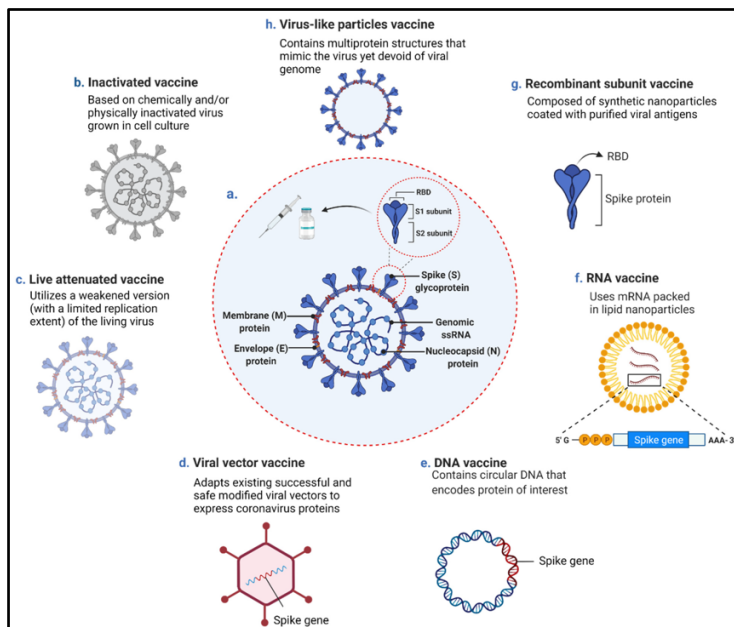 h. Virus-like particles vaccine
Contains multiprotein structures that
mimic the virus yet devoid of viral
genome
b. Inactivated vaccine
Based on chemically and/or
physically inactivated virus
grown in cell culture
g. Recombinant subunit vaccine
Composed of synthetic nanoparticles
coated with purified viral antigens
RBD
Spike protein
a.
RBD
S1 subunit
S2 subunit
Spike (S)
glycoprotein
Membrane (M)
protein
Genomic
ssRNA
Envelope (E)
protein
Nucleocapsid (N)
protein
c. Live attenuated vaccine
Utilizes a weakened version
(with a limited replication
extent) of the living virus
f. RNA vaccine
Uses mRNA packed
in lipid nanoparticles
5' G P P P Spike gene AAA- 3'
d. Viral vector vaccine
Adapts existing successful and
safe modified viral vectors to
express coronavirus proteins
Spike gene
e. DNA vaccine
Contains circular DNA that
encodes protein of interest
Spike gene